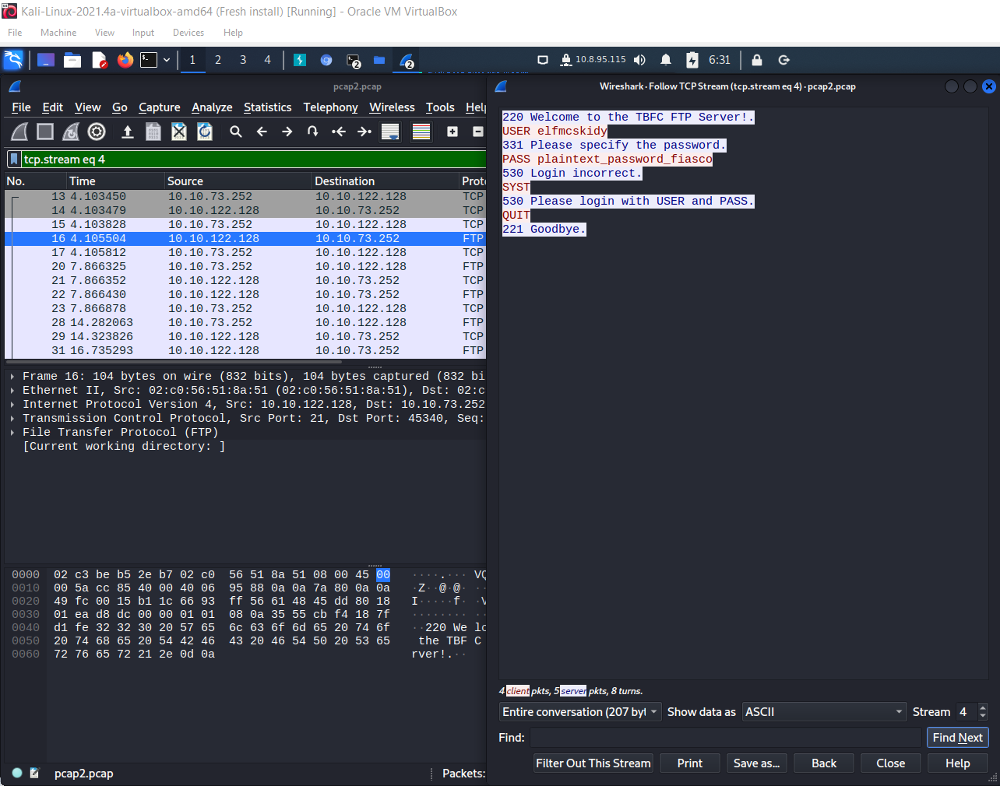 Kali-Linux-2021.4a-virtualbox-amd64 (Fresh install) [Running] - Oracle VM VirtualBox
File Machine View Input Devices Help
1 2 3 4 2 2 10.8.95.115 6:31
pcap2.pcap
File Edit View Go Capture Analyze Statistics Telephony Wireless Tools Help
tcp.stream eq 4
No. Time Source Destination Proto
13 4.103450 10.10.73.252 10.10.122.128 TCP
14 4.103479 10.10.122.128 10.10.73.252 TCP
15 4.103828 10.10.73.252 10.10.122.128 TCP
16 4.105504 10.10.122.128 10.10.73.252 FTP
17 4.105812 10.10.73.252 10.10.122.128 TCP
20 7.866325 10.10.73.252 10.10.122.128 FTP
21 7.866352 10.10.122.128 10.10.73.252 TCP
22 7.866430 10.10.122.128 10.10.73.252 FTP
23 7.866878 10.10.73.252 10.10.122.128 TCP
28 14.282063 10.10.73.252 10.10.122.128 FTP
29 14.323826 10.10.122.128 10.10.73.252 TCP
31 16.735293 10.10.122.128 10.10.73.252 FTP
Frame 16: 104 bytes on wire (832 bits), 104 bytes captured (832 bi
Ethernet II, Src: 02:c0:56:51:8a:51 (02:c0:56:51:8a:51), Dst: 02:c
Internet Protocol Version 4, Src: 10.10.122.128, Dst: 10.10.73.252
Transmission Control Protocol, Src Port: 21, Dst Port: 45340, Seq:
File Transfer Protocol (FTP)
[Current working directory: ]
0000 02 c3 be b5 2e b7 02 c0 56 51 8a 51 08 00 45 00 ····.··· VQ
0010 00 5a cc 85 40 00 40 06 95 88 0a 0a 7a 80 0a 0a ·Z··@·@· ··
0020 49 fc 00 15 b1 1c 66 93 ff 56 61 48 45 dd 80 18 I·····f· ·V
0030 01 ea d8 dc 00 00 01 01 08 0a 35 55 cb f4 18 7f ········ ··
0040 d1 fe 32 32 30 20 57 65 6c 63 6f 6d 65 20 74 6f ··220 We lc
0050 20 74 68 65 20 54 42 46 43 20 46 54 50 20 53 65 the TBF C
0060 72 76 65 72 21 2e 0d 0a rver!.··
pcap2.pcap Packets:
Wireshark · Follow TCP Stream (tcp.stream eq 4) · pcap2.pcap
220 Welcome to the TBFC FTP Server!.
USER elfmcskidy
331 Please specify the password.
PASS plaintext_password_fiasco
530 Login incorrect.
SYST
530 Please login with USER and PASS.
QUIT
221 Goodbye.
4 client pkts, 5 server pkts, 8 turns.
Entire conversation (207 byt Show data as ASCII Stream 4
Find: Find Next
Filter Out This Stream Print Save as... Back Close Help